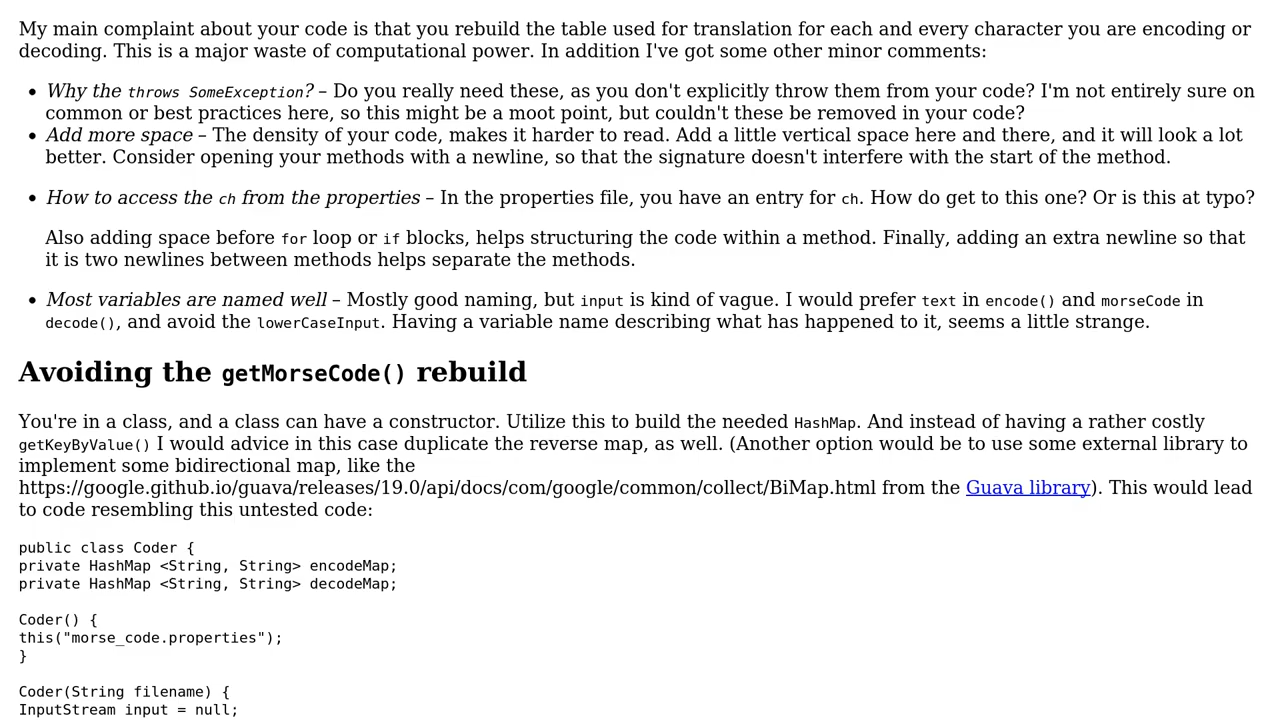 My main complaint about your code is that you rebuild the table used for translation for each and every character you are encoding or
decoding. This is a major waste of computational power. In addition I've got some other minor comments:
• Why the throws SomeException? – Do you really need these, as you don't explicitly throw them from your code? I'm not entirely sure on
common or best practices here, so this might be a moot point, but couldn't these be removed in your code?
• Add more space – The density of your code, makes it harder to read. Add a little vertical space here and there, and it will look a lot
better. Consider opening your methods with a newline, so that the signature doesn't interfere with the start of the method.
• How to access the ch from the properties – In the properties file, you have an entry for ch. How do get to this one? Or is this at typo?
Also adding space before for loop or if blocks, helps structuring the code within a method. Finally, adding an extra newline so that
it is two newlines between methods helps separate the methods.
• Most variables are named well – Mostly good naming, but input is kind of vague. I would prefer text in encode() and morseCode in
decode(), and avoid the lowerCaseInput. Having a variable name describing what has happened to it, seems a little strange.
Avoiding the getMorseCode() rebuild
You're in a class, and a class can have a constructor. Utilize this to build the needed HashMap. And instead of having a rather costly
getKeyByValue() I would advice in this case duplicate the reverse map, as well. (Another option would be to use some external library to
implement some bidirectional map, like the
https://google.github.io/guava/releases/19.0/api/docs/com/google/common/collect/BiMap.html from the Guava library). This would lead
to code resembling this untested code:
public class Coder {
private HashMap <String, String> encodeMap;
private HashMap <String, String> decodeMap;
Coder() {
this("morse_code.properties");
}
Coder(String filename) {
InputStream input = null;